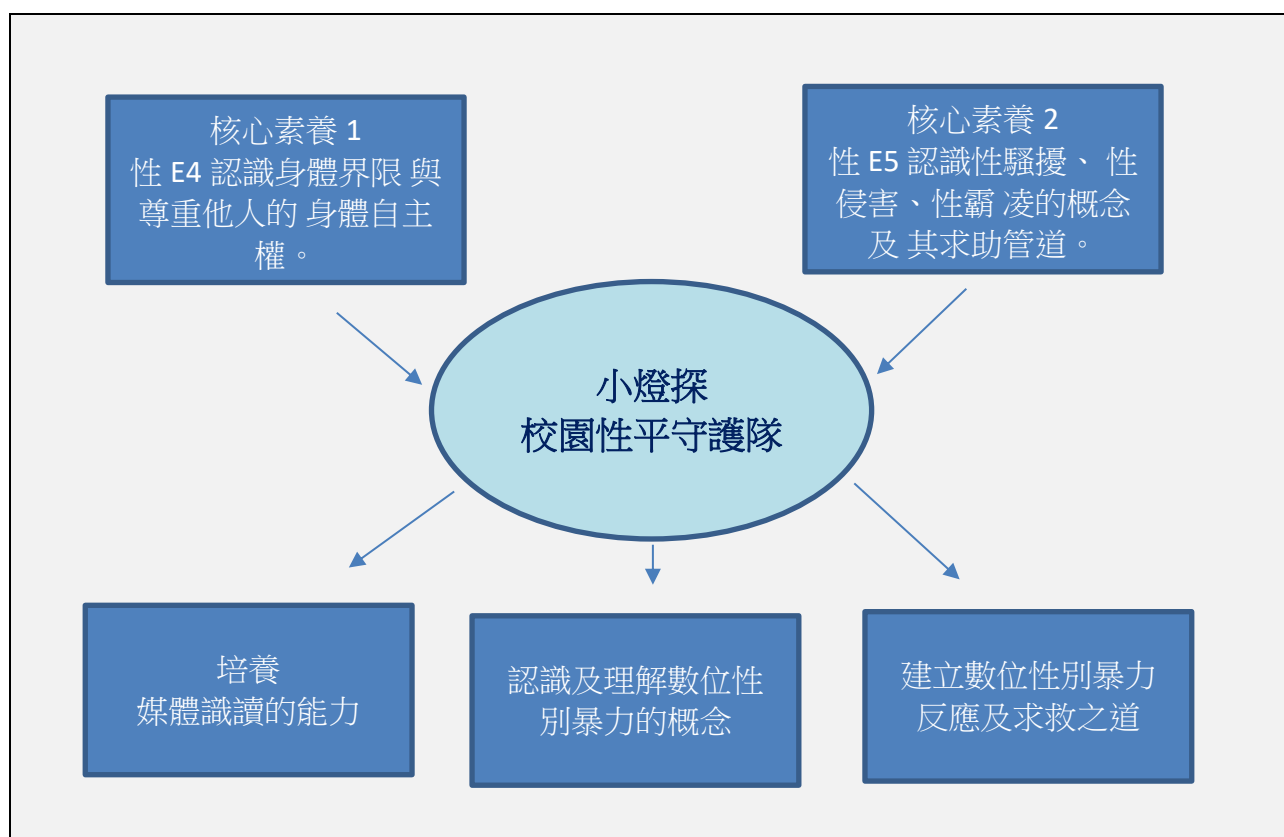 核心素養 1
性 E4 認識身體界限 與
尊重他人的 身體自主
權。
核心素養 2
性 E5 認識性騷擾、 性
侵害、性霸 凌的概念
及 其求助管道。
小燈探
校園性平守護隊
培養
媒體識讀的能力
認識及理解數位性
別暴力的概念
建立數位性別暴力
反應及求救之道